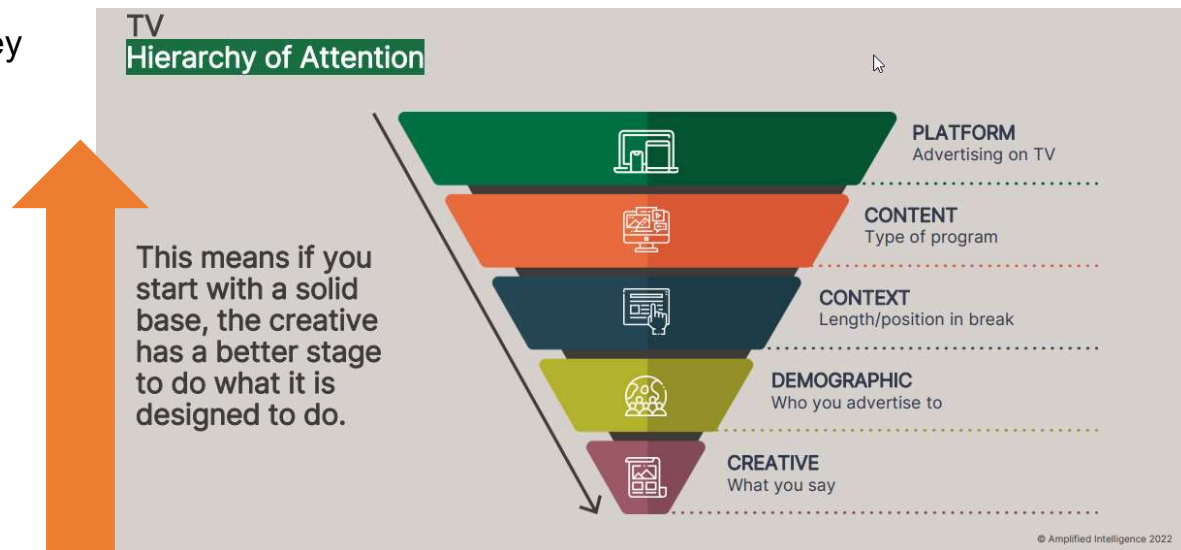 TV
Hierarchy of Attention
PLATFORM
Advertising on TV
CONTENT
Type of program
CONTEXT
Length/position in break
DEMOGRAPHIC
Who you advertise to
CREATIVE
What you say
This means if you
start with a solid
base, the creative
has a better stage
to do what it is
designed to do.
© Amplified Intelligence 2022